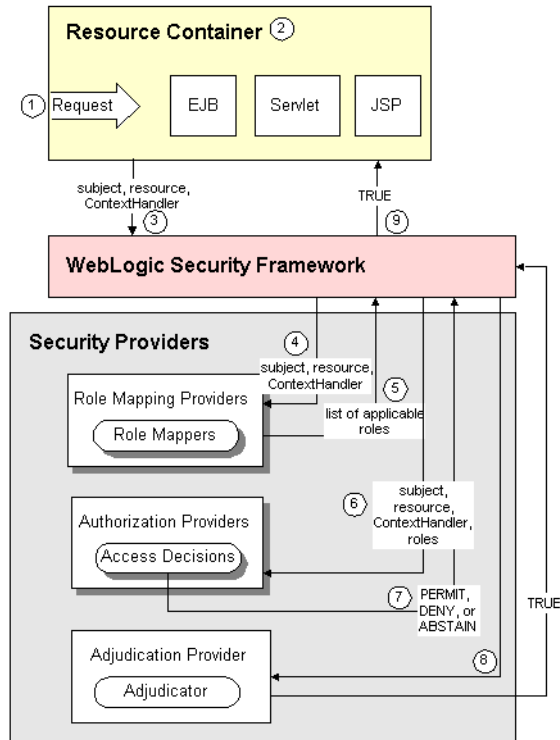 Resource Container 2
1 Request
EJB
Servlet
JSP
subject, resource,
ContextHandler
3
TRUE
9
WebLogic Security Framework
Security Providers
4
subject, resource,
ContextHandler
Role Mapping Providers
Role Mappers
5
list of applicable
roles
6
subject,
resource,
ContextHandler,
roles
Authorization Providers
Access Decisions
7
PERMIT,
DENY, or
ABSTAIN
TRUE
Adjudication Provider
Adjudicator
8